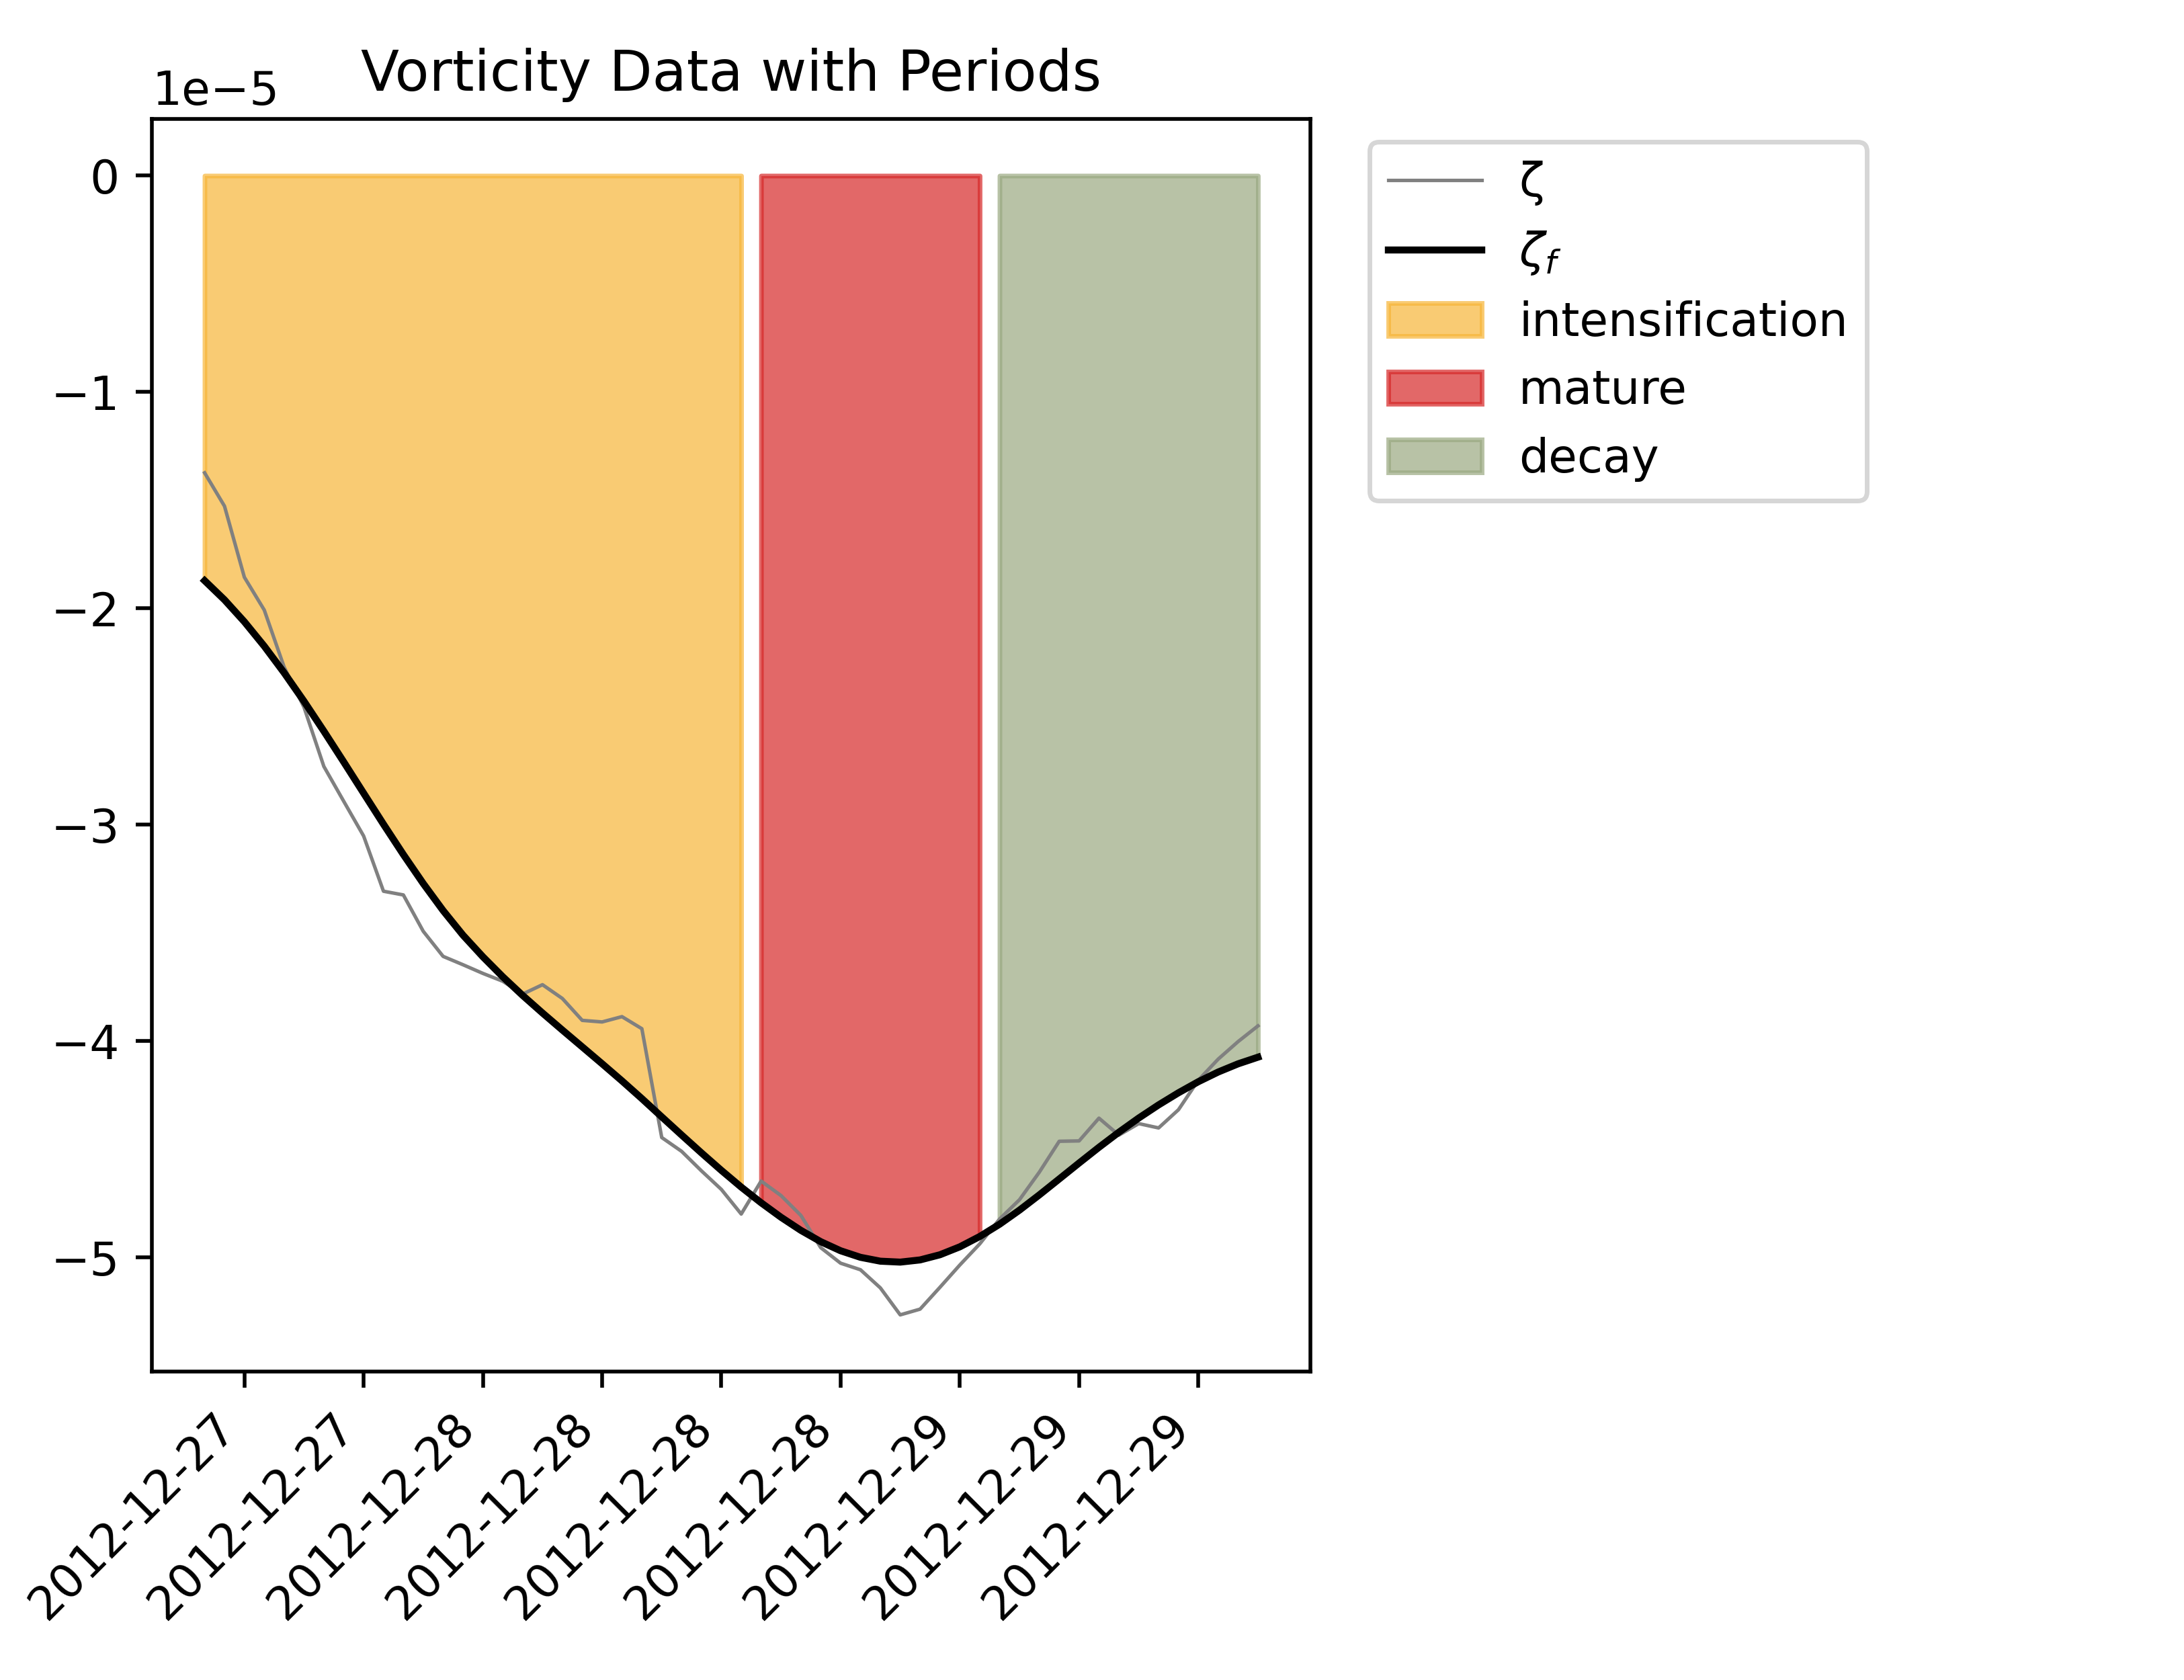 Vorticity Data with Periods
1e−5
0
−1
−2
−3
−4
−5
2012-12-27
2012-12-27
2012-12-28
2012-12-28
2012-12-28
2012-12-28
2012-12-29
2012-12-29
2012-12-29
ζ
ζf
intensification
mature
decay